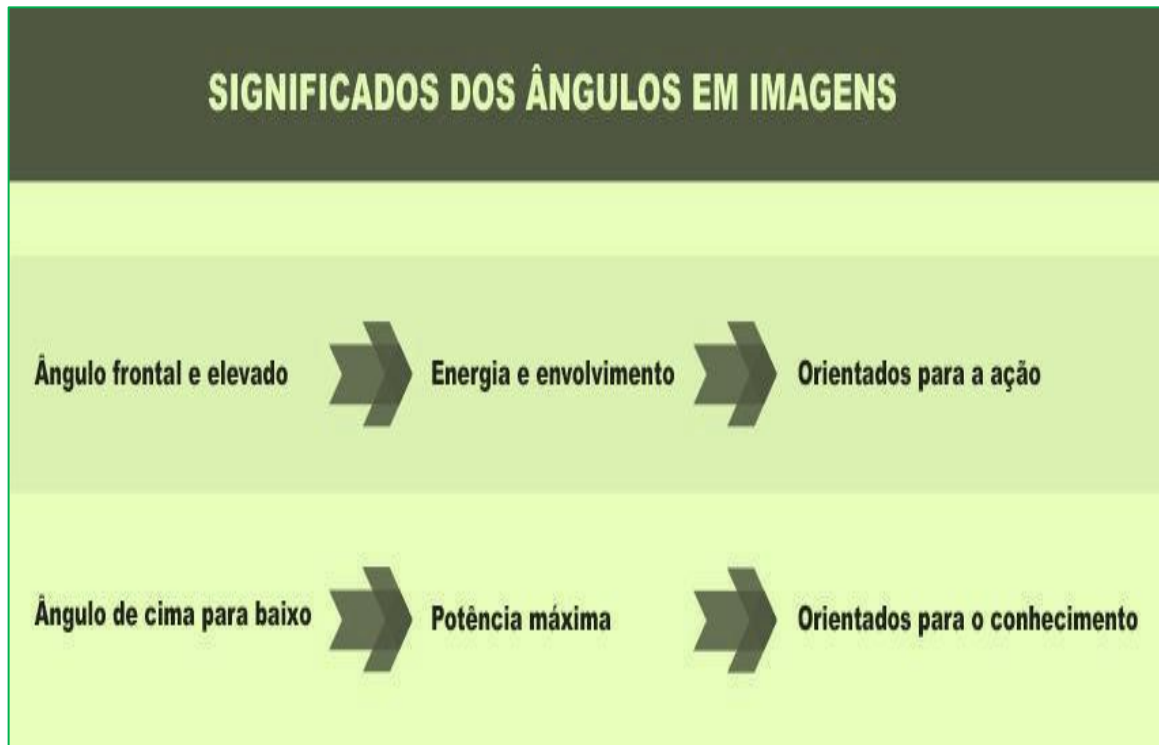 SIGNIFICADOS DOS ÂNGULOS EM IMAGENS
Ângulo frontal e elevado
Energia e envolvimento
Orientados para a ação
Ângulo de cima para baixo
Potência máxima
Orientados para o conhecimento